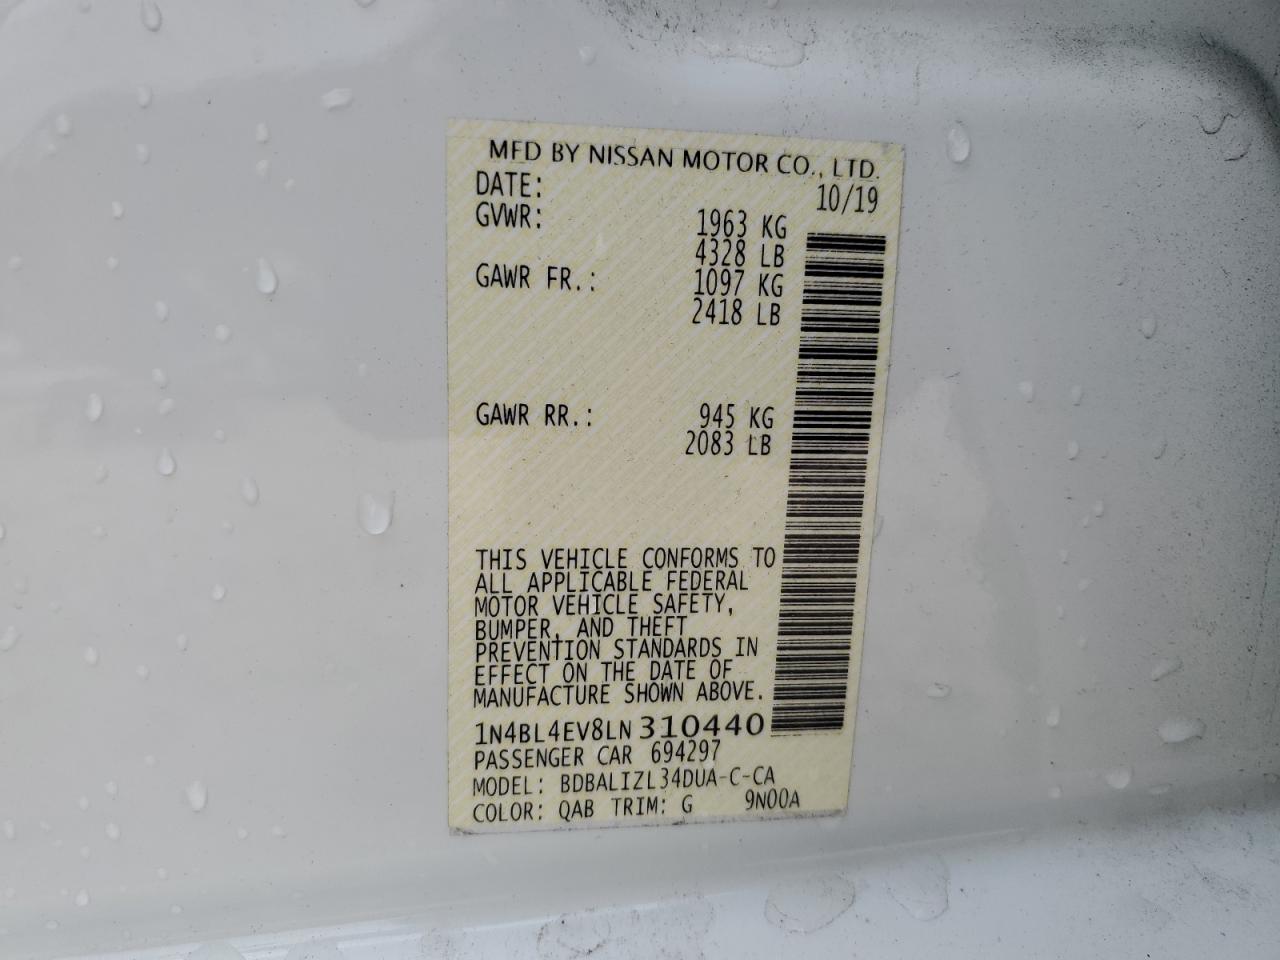 MFD BY NISSAN MOTOR CO., LTD.
DATE: 10/19
GVWR: 1963 KG
4328 LB
GAWR FR.: 1097 KG
2418 LB
GAWR RR.: 945 KG
2083 LB
THIS VEHICLE CONFORMS TO
ALL APPLICABLE FEDERAL
MOTOR VEHICLE SAFETY,
BUMPER, AND THEFT
PREVENTION STANDARDS IN
EFFECT ON THE DATE OF
MANUFACTURE SHOWN ABOVE.
1N4BL4EV8LN310440
PASSENGER CAR 694297
MODEL: BDBALIZL34DUA-C-CA
COLOR: QAB TRIM: G 9N00A